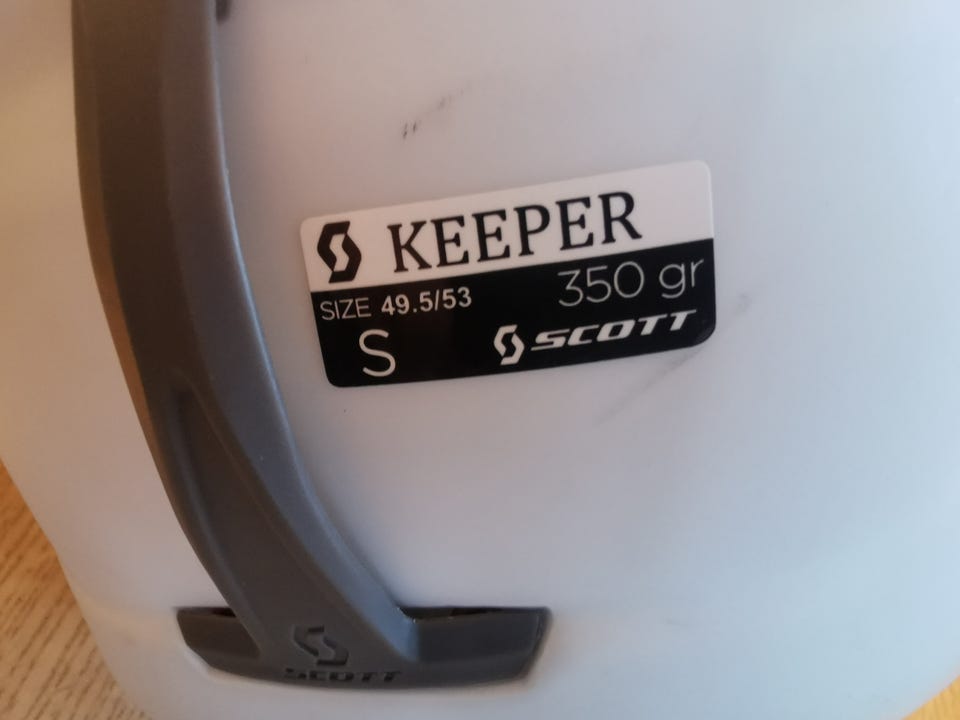 KEEPER
SIZE 49.5/53
350 gr
S
SCOTT
SCOTT